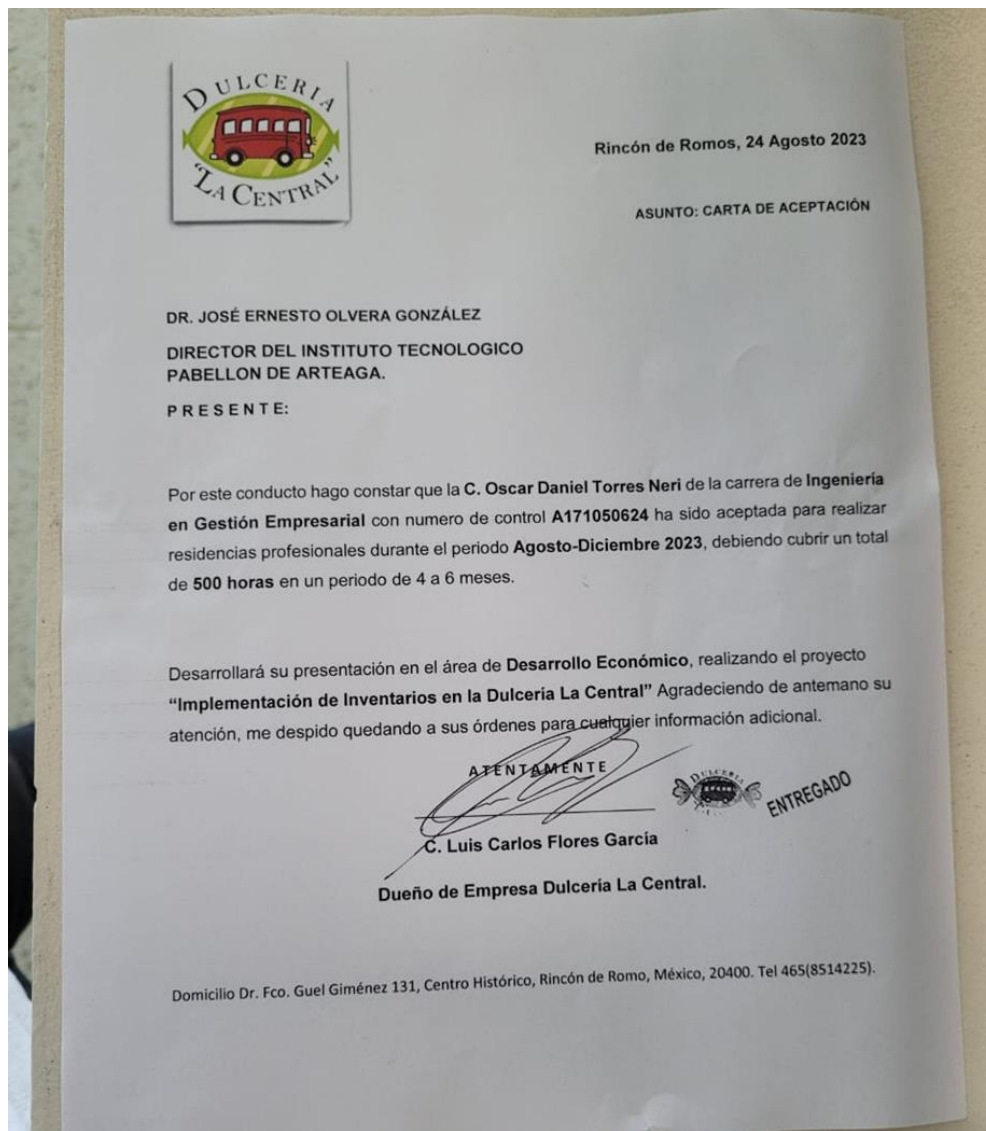 DULCERIA
"LA CENTRAL"
Rincón de Romos, 24 Agosto 2023
ASUNTO: CARTA DE ACEPTACIÓN
DR. JOSÉ ERNESTO OLVERA GONZÁLEZ
DIRECTOR DEL INSTITUTO TECNOLOGICO
PABELLON DE ARTEAGA.
P R E S E N T E:
Por este conducto hago constar que la C. Oscar Daniel Torres Neri de la carrera de Ingeniería
en Gestión Empresarial con numero de control A171050624 ha sido aceptada para realizar
residencias profesionales durante el periodo Agosto-Diciembre 2023, debiendo cubrir un total
de 500 horas en un periodo de 4 a 6 meses.
Desarrollará su presentación en el área de Desarrollo Económico, realizando el proyecto
“Implementación de Inventarios en la Dulcería La Central” Agradeciendo de antemano su
atención, me despido quedando a sus órdenes para cualquier información adicional.
A T E N T A M E N T E
DULCERIA
ENTREGADO
C. Luis Carlos Flores García
Dueño de Empresa Dulcería La Central.
Domicilio Dr. Fco. Guel Giménez 131, Centro Histórico, Rincón de Romo, México, 20400. Tel 465(8514225).